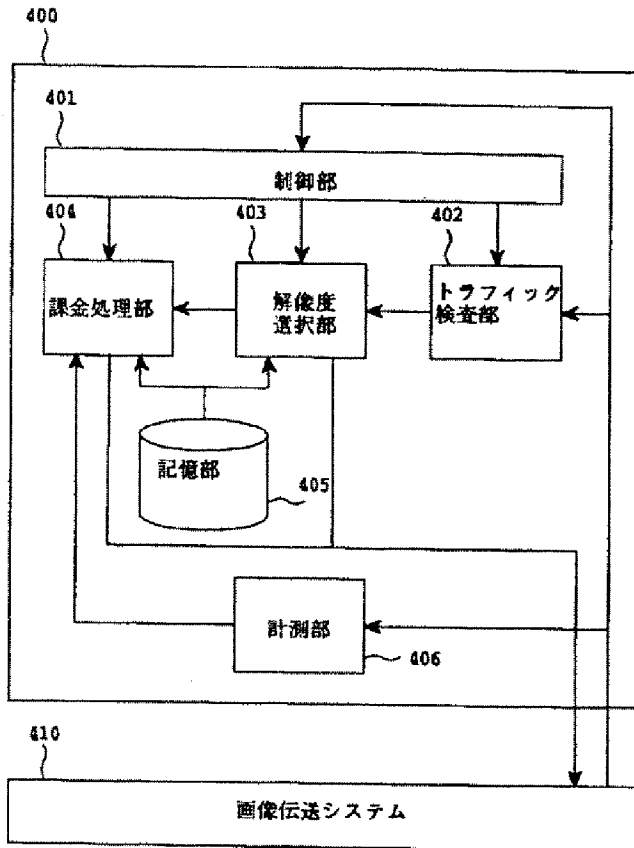 400
401
制御部
404
403
402
課金処理部
解像度
選択部
トラフィック
検査部
記憶部
405
計測部
406
410
画像伝送システム